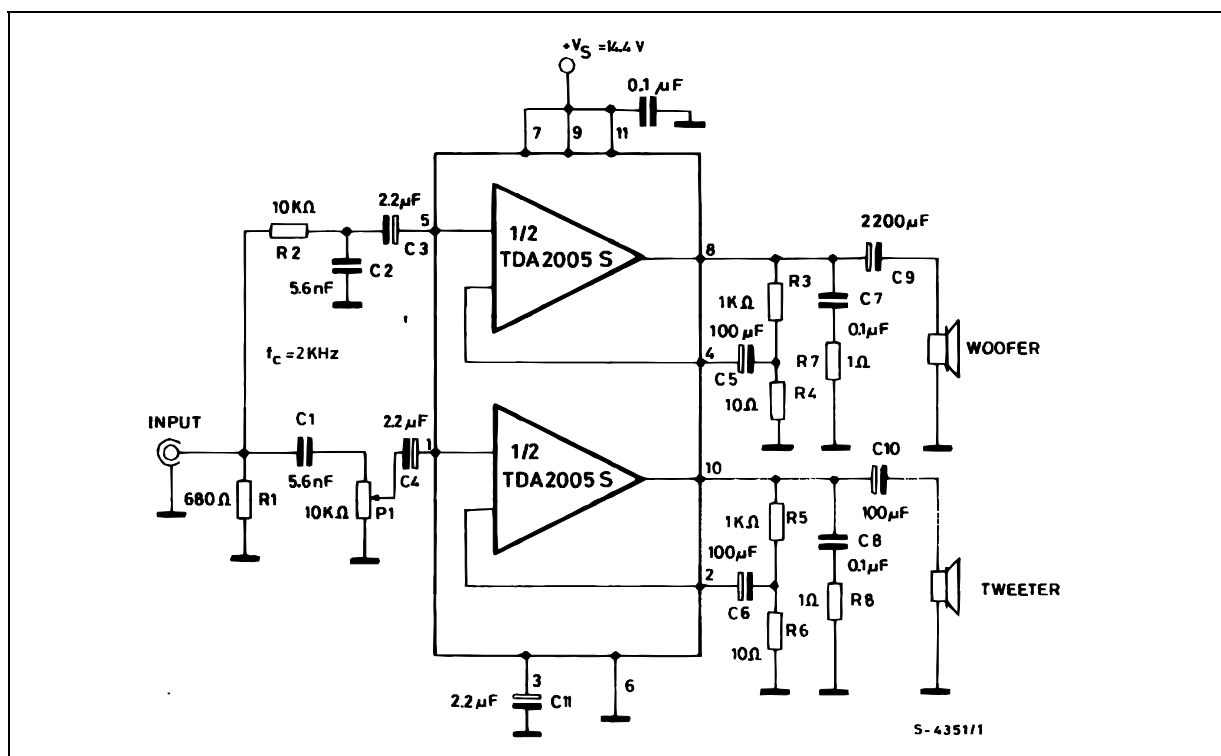 +VS = 14.4 V
0.1 µF
7 9 11
10KΩ
R2
2.2µF
C3
5
C2
5.6nF
1/2
TDA2005 S
8
2200µF
C9
R3
1KΩ
C7
0.1µF
100µF
4
C5
R7
1Ω
R4
10Ω
WOOFER
fc = 2KHz
INPUT
C1
5.6nF
2.2µF
C4
1
680Ω
R1
10KΩ
P1
1/2
TDA2005 S
10
C10
100µF
1KΩ
R5
C8
0.1µF
100µF
2
C6
1Ω
R8
R6
10Ω
TWEETER
3
6
2.2µF
C11
S-4351/1